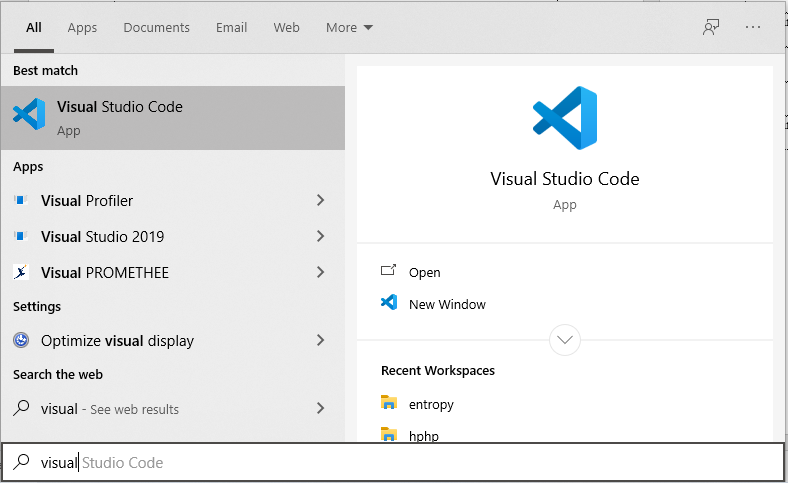 All Apps Documents Email Web More
Best match
Visual Studio Code
App
Apps
Visual Profiler
Visual Studio 2019
Visual PROMETHEE
Settings
Optimize visual display
Search the web
visual - See web results
Visual Studio Code
App
Open
New Window
Recent Workspaces
entropy
hphp
visual Studio Code